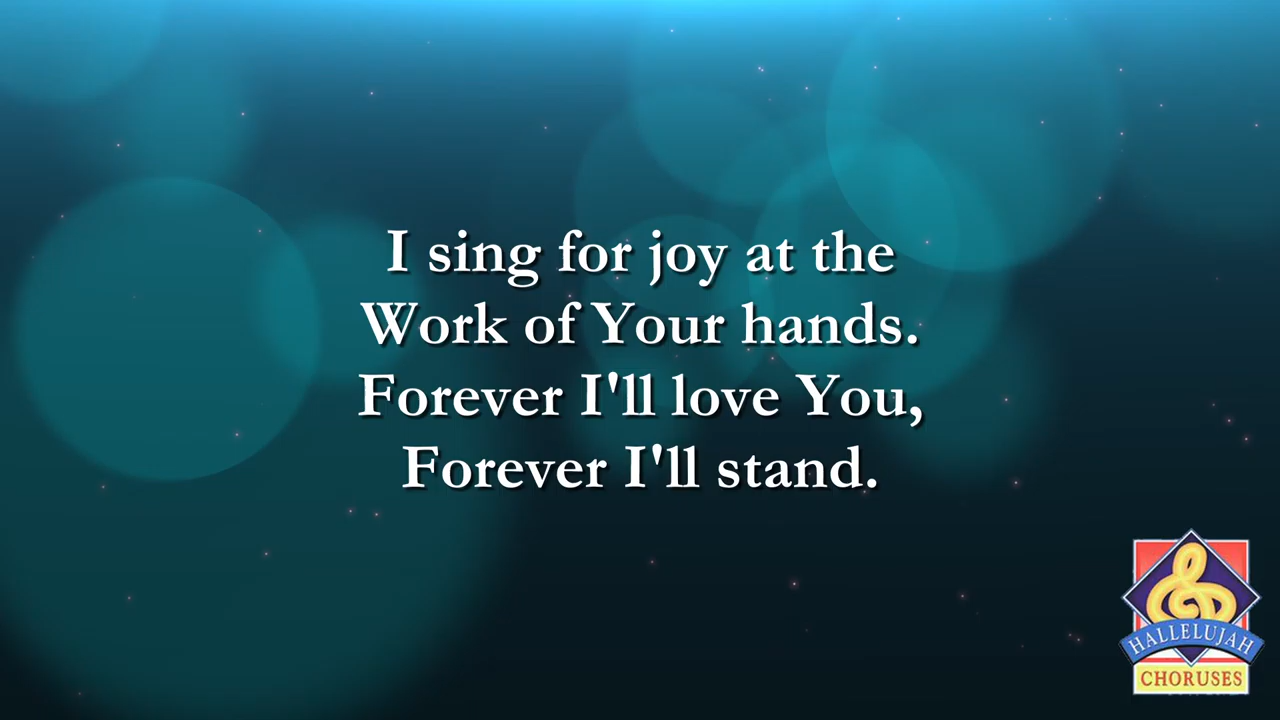 I sing for joy at the
Work of Your hands.
Forever I'll love You,
Forever I'll stand.
HALLELUJAH
CHORUSES